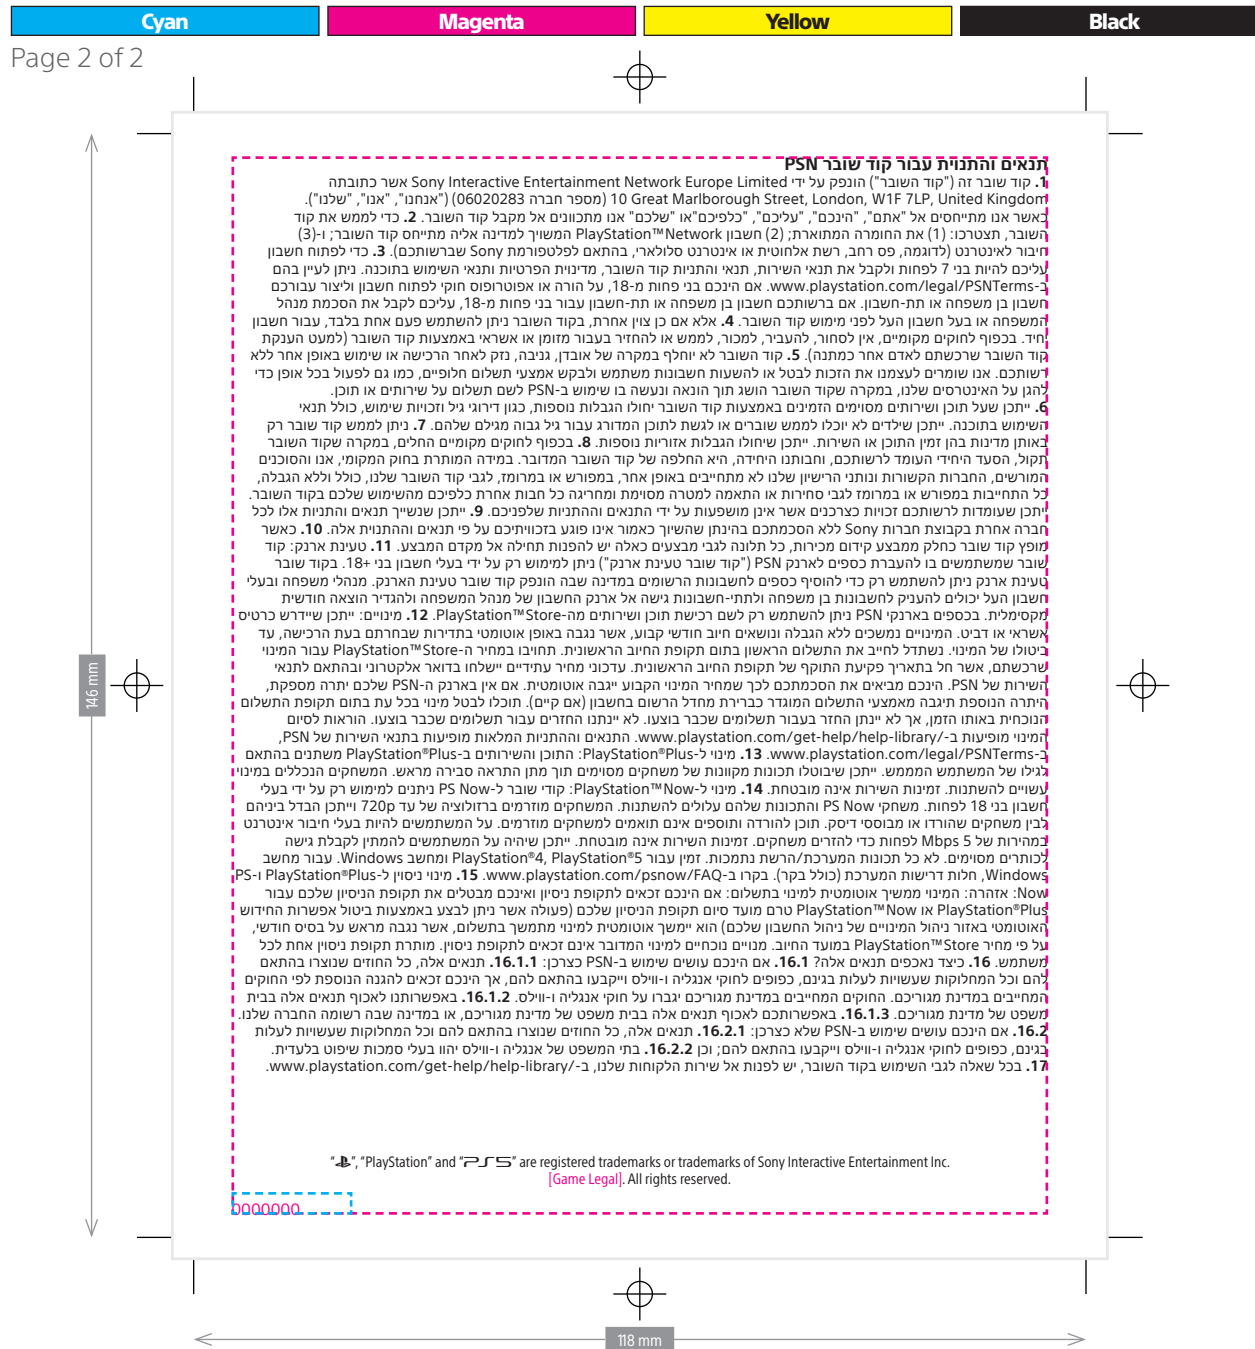 Cyan
Magenta
Yellow
Black
Page 2 of 2
תנאים והתנוית עבור קוד שובר PSN
1. קוד שובר זה ("קוד השובר") הונפק על ידי Sony Interactive Entertainment Network Europe Limited אשר כתובתה
10 Great Marlborough Street, London, W1F 7LP, United Kingdom (מספר חברה 06020283) ("אנחנו", "אנו", "שלנו").
כאשר אנו מתייחסים אל "אתם", "הינכם", "עליכם", "כלפיכם"או "שלכם" אנו מתכוונים אל מקבל קוד השובר. 2. כדי לממש את קוד
השובר, תצטרכו: (1) את החומרה המתוארת; (2) חשבון PlayStation™Network המשויך למדינה אליה מתייחס קוד השובר; ו-(3)
חיבור לאינטרנט (לדוגמה, פס רחב, רשת אלחוטית או אינטרנט סלולארי, בהתאם לפלטפורמת Sony שברשותכם). 3. כדי לפתוח חשבון
עליכם להיות בני 7 לפחות ולקבל את תנאי השירות, תנאי והתניות קוד השובר, מדינוית הפרטיות ותנאי השימוש בתוכנה. ניתן לעיין בהם
ב-www.playstation.com/legal/PSNTerms. אם הינכם בני פחות מ-18, על הורה או אפוטרופוס חוקי לפתוח חשבון וליצור עבורכם
חשבון בן משפחה או תת-חשבון. אם ברשותכם חשבון בן משפחה או תת-חשבון עבור בני פחות מ-18, עליכם לקבל את הסכמת מנהל
המשפחה או בעל חשבון העל לפני מימוש קוד השובר. 4. אלא אם כן צוין אחרת, בקוד השובר ניתן להשתמש פעם אחת בלבד, עבור חשבון
יחיד. בכפוף לחוקים מקומיים, אין לסחור, להעביר, למכור, לממש או להחזיר בעבור מזומן או אשראי באמצעות קוד השובר (למעט הענקת
קוד השובר שרכשתם לאדם אחר כמתנה). 5. קוד השובר לא יוחלף במקרה של אובדן, גניבה, נזק לאחר הרכישה או שימוש באופן אחר ללא
רשותכם. אנו שומרים לעצמנו את הזכות לבטל או להשעות חשבונות משתמש ולבקש אמצעי תשלום חלופיים, כמו גם לפעול בכל אופן כדי
להגן על האינטרסים שלנו, במקרה שקוד השובר הושג תוך הונאה ונעשה בו שימוש ב-PSN לשם תשלום על שירותים או תוכן.
6. ייתכן שעל תוכן ושירותים מסוימים הזמינים באמצעות קוד השובר יחולו הגבלות נוספות, כגון דירוגי גיל וזכויות שימוש, כולל תנאי
השימוש בתוכנה. ייתכן שילדים לא יוכלו לממש שוברים או לגשת לתוכן המדורג עבור גיל גבוה מגילם שלהם. 7. ניתן לממש קוד שובר רק
באותן מדינות בהן זמין התוכן או השירות. ייתכן שיחולו הגבלות אזוריות נוספות. 8. בכפוף לחוקים מקומיים החלים, במקרה שקוד השובר
תקול, הסעד היחידי העומד לרשותכם, וחבותנו היחידה, היא החלפה של קוד השובר המדובר. במידה המותרת בחוק המקומי, אנו והסוכנים
המורשים, החברות הקשורות ונותני הרישיון שלנו לא מתחייבים באופן אחר, במפורש או במרומז, לגבי קוד השובר שלנו, כולל וללא הגבלה,
כל התחייבות במפורש או במרומז לגבי סחירות או התאמה למטרה מסוימת ומחריגה כל חבות אחרת כלפיכם מהשימוש שלכם בקוד השובר.
ייתכן שעומדות לרשותכם זכויות כצרכנים אשר אינן מושפעות על ידי התנאים וההתניות שלפניכם. 9. ייתכן שנשייך תנאים והתניות אלו לכל
חברה אחרת בקבוצת חברות Sony ללא הסכמתכם בהינתן שהשיוך כאמור אינו פוגע בזכוויתיכם על פי תנאים וההתנוית אלה. 10. כאשר
מופץ קוד שובר כחלק ממבצע קידום מכירות, כל תלונה לגבי מבצעים כאלה יש להפנות תחילה אל מקדם המבצע. 11. טעינת ארנק: קוד
שובר שמשתמשים בו להעברת כספים לארנק PSN ("קוד שובר טעינת ארנק") ניתן למימוש רק על ידי בעלי חשבון בני +18. בקוד שובר
טעינת ארנק ניתן להשתמש רק כדי להוסיף כספים לחשבונות הרשומים במדינה שבה הונפק קוד שובר טעינת הארנק. מנהלי משפחה ובעלי
חשבון העל יכולים להעניק לחשבונות בן משפחה ולתתי-חשבונות גישה אל ארנק החשבון של מנהל המשפחה ולהגדיר הוצאה חודשית
מקסימלית. בכספים בארנקי PSN ניתן להשתמש רק לשם רכישת תוכן ושירותים מה-PlayStation™Store. 12. מינויים: ייתכן שיידרש כרטיס
אשראי או דביט. המינויים נמשכים ללא הגבלה ונושאים חיוב חודשי קבוע, אשר נגבה באופן אוטומטי בתדירות שבחרתם בעת הרכישה, עד
ביטולו של המינוי. נשתדל לחייב את התשלום הראשון בתום תקופת החיוב הראשונית. תחויבו במחיר ה-PlayStation™Store עבור המינוי
שרכשתם, אשר חל בתאריך פקיעת התוקף של תקופת החיוב הראשונית. עדכוני מחיר עתידיים יישלחו בדואר אלקטרוני ובהתאם לתנאי
השירות של PSN. הינכם מביאים את הסכמתכם לכך שמחיר המינוי הקבוע ייגבה אוטומטית. אם אין בארנק ה-PSN שלכם יתרה מספקת,
היתרה הנוספת תיגבה מאמצעי התשלום המוגדר כברירת מחדל הרשום בחשבון (אם קיים). תוכלו לבטל מינוי בכל עת בתום תקופת התשלום
הנוכחית באותו הזמן, אך לא יינתן החזר בעבור תשלומים שכבר בוצעו. לא יינתנו החזרים עבור תשלומים שכבר בוצעו. הוראות לסיום
המינוי מופיעות ב-www.playstation.com/get-help/help-library/. התנאים וההתניות המלאות מופיעות בתנאי השירות של PSN,
ב-www.playstation.com/legal/PSNTerms. 13. מינוי ל-PlayStation®Plus: התוכן והשירותים ב-PlayStation®Plus משתנים בהתאם
לגילו של המשתמש המממש. ייתכן שיבוטלו תכונות מקוונות של משחקים מסוימים תוך מתן התראה סבירה מראש. המשחקים הנכללים במינוי
עשויים להשתנות. זמינות השירות אינה מובטחת. 14. מינוי ל-PlayStation™Now: קודי שובר ל-PS Now ניתנים למימוש רק על ידי בעלי
חשבון בני 18 לפחות. משחקי PS Now והתכונות שלהם עלולים להשתנות. המשחקים מוזרמים ברזולוציה של עד 720p וייתכן הבדל ביניהם
לבין משחקים שהורדו או מבוססי דיסק. תוכן להורדה ותוספים אינם תואמים למשחקים מוזרמים. על המשתמשים להיות בעלי חיבור אינטרנט
במהירות של 5 Mbps לפחות כדי להזרים משחקים. זמינות השירות אינה מובטחת. ייתכן שיהיה על המשתמשים להמתין לקבלת גישה
לכותרים מסוימים. לא כל תכונות המערכת/הרשת נתמכות. זמין עבור PlayStation®4, PlayStation®5 ומחשב Windows. עבור מחשב
Windows, חלות דרישות המערכת (כולל בקר). בקרו ב-www.playstation.com/psnow/FAQ. 15. מינוי ניסוין ל-PlayStation®Plus ו-PS
Now: אזהרה: המינוי ממשיך אוטומטית למינוי בתשלום: אם הינכם זכאים לתקופת ניסיון ואינכם מבטלים את תקופת הניסיון שלכם עבור
PlayStation®Plus או PlayStation™Now טרם מועד סיום תקופת הניסיון שלכם (פעולה אשר ניתן לבצע באמצעות ביטול אפשרות החידוש
האוטומטי באזור ניהול המינויים של ניהול החשבון שלכם) הוא יימשך אוטומטית למינוי מתמשך בתשלום, אשר נגבה מראש על בסיס חודשי,
על פי מחיר PlayStation™Store במועד החיוב. מנויים נוכחיים למינוי המדובר אינם זכאים לתקופת ניסוין. מותרת תקופת ניסוין אחת לכל
משתמש. 16. כיצד נאכפים תנאים אלה? 16.1. אם הינכם עושים שימוש ב-PSN כצרכן: 16.1.1. תנאים אלה, כל החוזים שנוצרו בהתאם
להם וכל המחלוקות שעשויות לעלות בגינם, כפופים לחוקי אנגליה ו-ווילס וייקבעו בהתאם להם, אך הינכם זכאים להגנה הנוספת לפי החוקים
המחייבים במדינת מגוריכם. החוקים המחייבים במדינת מגוריכם יגברו על חוקי אנגליה ו-ווילס. 16.1.2. באפשרותנו לאכוף תנאים אלה בבית
משפט של מדינת מגוריכם. 16.1.3. באפשרותכם לאכוף תנאים אלה בבית משפט של מדינת מגוריכם, או במדינה שבה רשומה החברה שלנו.
16.2. אם הינכם עושים שימוש ב-PSN שלא כצרכן: 16.2.1. תנאים אלה, כל החוזים שנוצרו בהתאם להם וכל המחלוקות שעשויות לעלות
בגינם, כפופים לחוקי אנגליה ו-ווילס וייקבעו בהתאם להם; וכן 16.2.2. בתי המשפט של אנגליה ו-ווילס יהוו בעלי סמכות שיפוט בלעדית.
17. בכל שאלה לגבי השימוש בקוד השובר, יש לפנות אל שירות הלקוחות שלנו, ב-www.playstation.com/get-help/help-library/.
146 mm
"PS", "PlayStation" and "PS5" are registered trademarks or trademarks of Sony Interactive Entertainment Inc.
[Game Legal]. All rights reserved.
0000000
118 mm